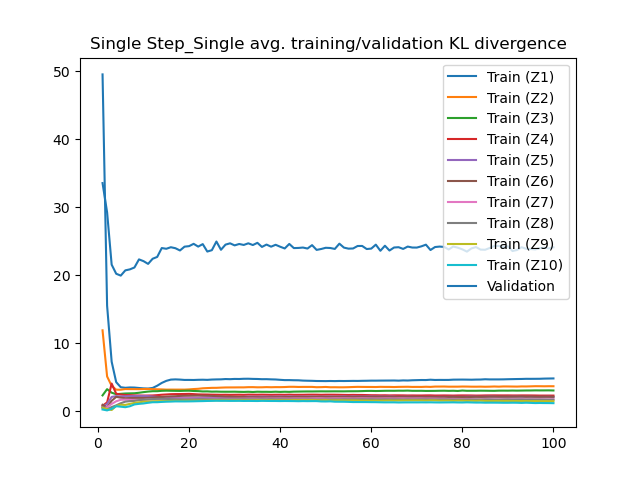 Single Step_Single avg. training/validation KL divergence
50
40
30
20
10
0
0 20 40 60 80 100
Train (Z1)
Train (Z2)
Train (Z3)
Train (Z4)
Train (Z5)
Train (Z6)
Train (Z7)
Train (Z8)
Train (Z9)
Train (Z10)
Validation